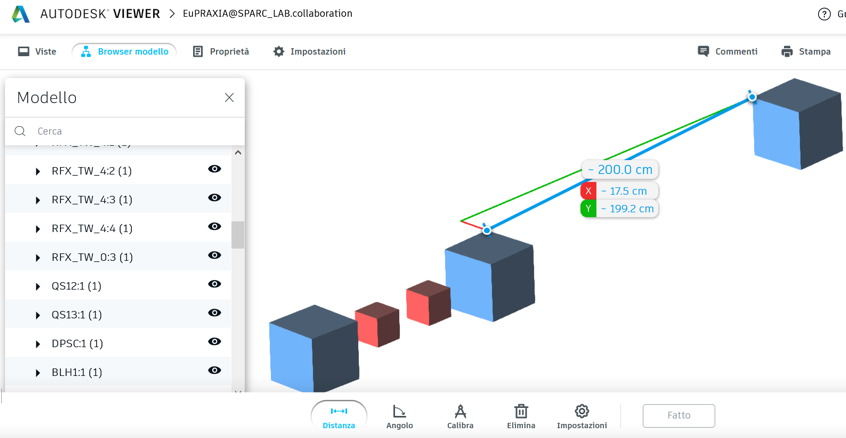 AUTODESK® VIEWER > EuPRAXIA@SPARC_LAB.collaboration
Viste Browser modello Proprietà Impostazioni Commenti Stampa
Modello
Cerca
RFX_TW_4:2 (1)
RFX_TW_4:3 (1)
RFX_TW_4:4 (1)
RFX_TW_0:3 (1)
QS12:1 (1)
QS13:1 (1)
DPSC:1 (1)
BLH1:1 (1)
~ 200.0 cm
X ~ 17.5 cm
Y ~ 199.2 cm
Distanza Angolo Calibra Elimina Impostazioni Fatto